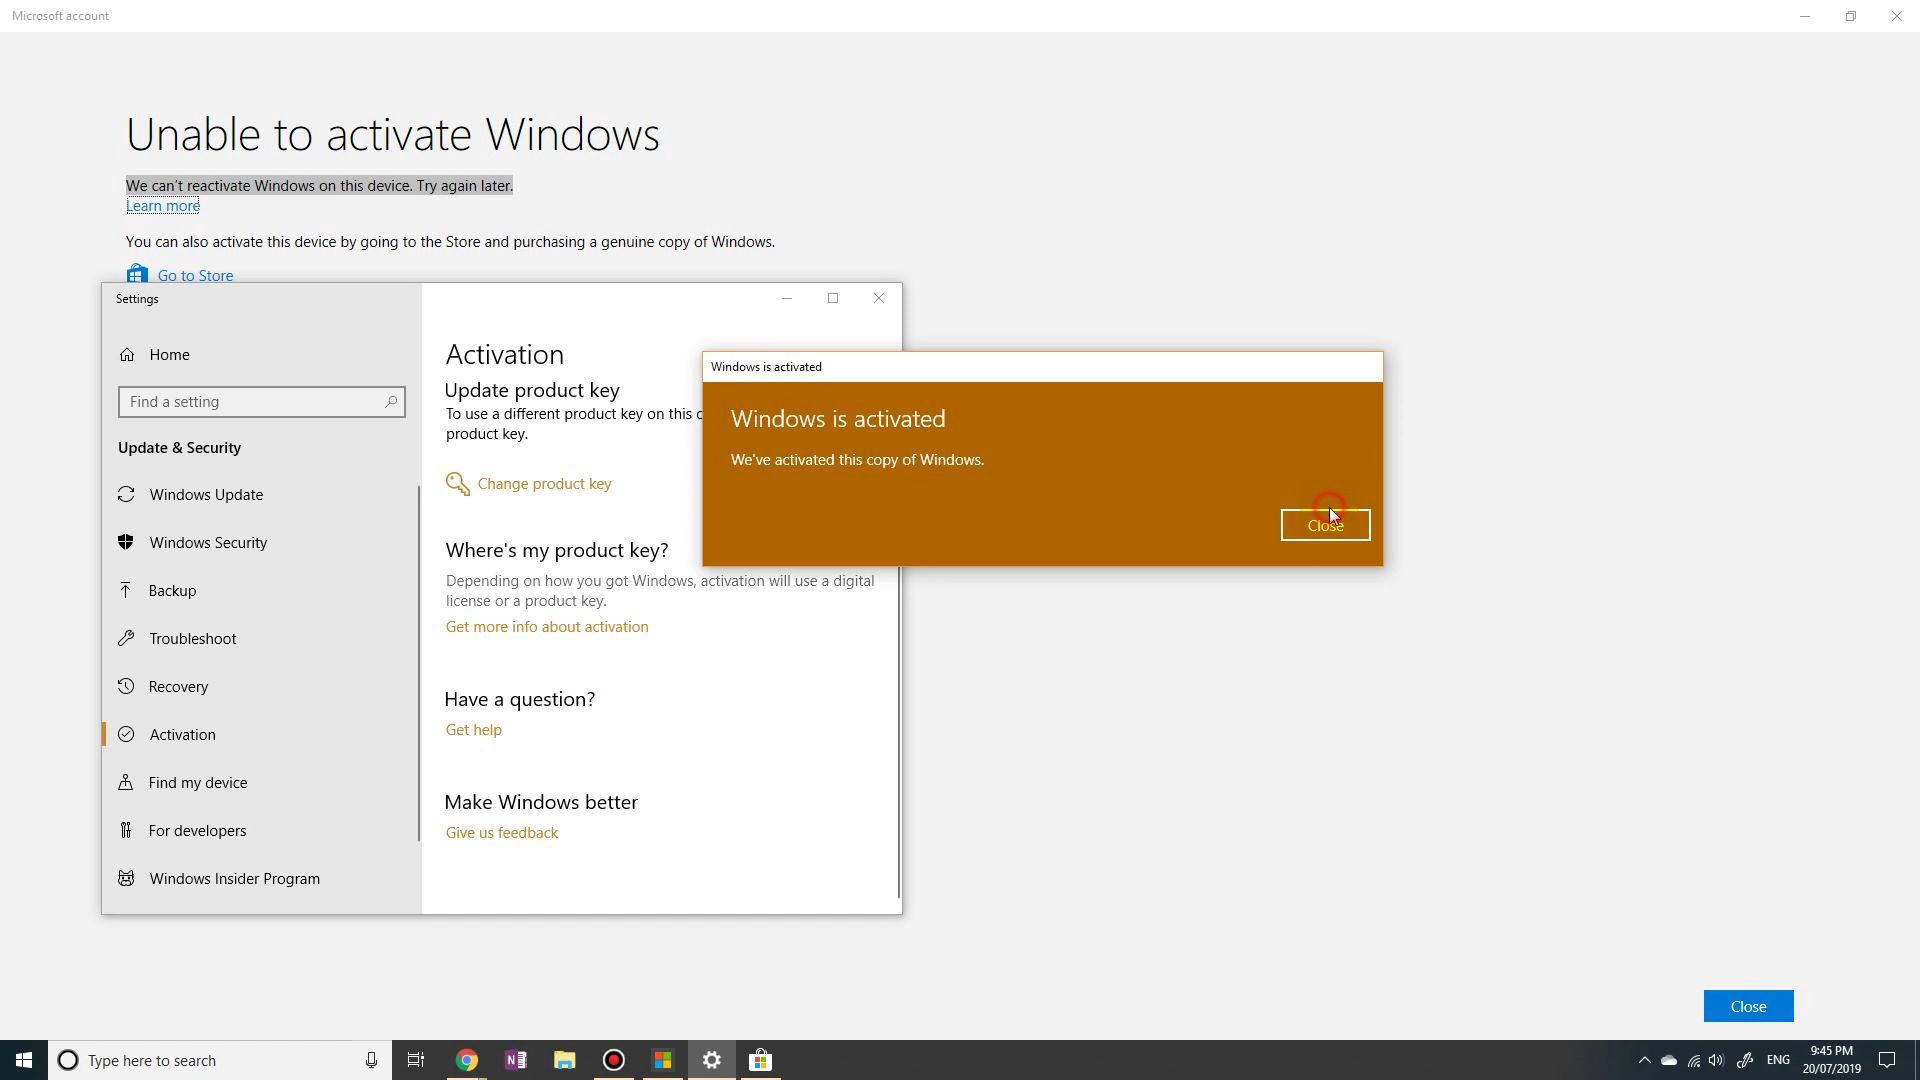 Microsoft account
Unable to activate Windows
We can't reactivate Windows on this device. Try again later.
Learn more
You can also activate this device by going to the Store and purchasing a genuine copy of Windows.
Go to Store
Settings
Home
Find a setting
Update & Security
Windows Update
Windows Security
Backup
Troubleshoot
Recovery
Activation
Find my device
For developers
Windows Insider Program
Activation
Update product key
To use a different product key on this
product key.
Change product key
Where's my product key?
Depending on how you got Windows, activation will use a digital
license or a product key.
Get more info about activation
Have a question?
Get help
Make Windows better
Give us feedback
Windows is activated
Windows is activated
We've activated this copy of Windows.
Close
Close
Type here to search
N
ENG
9:45 PM
20/07/2019